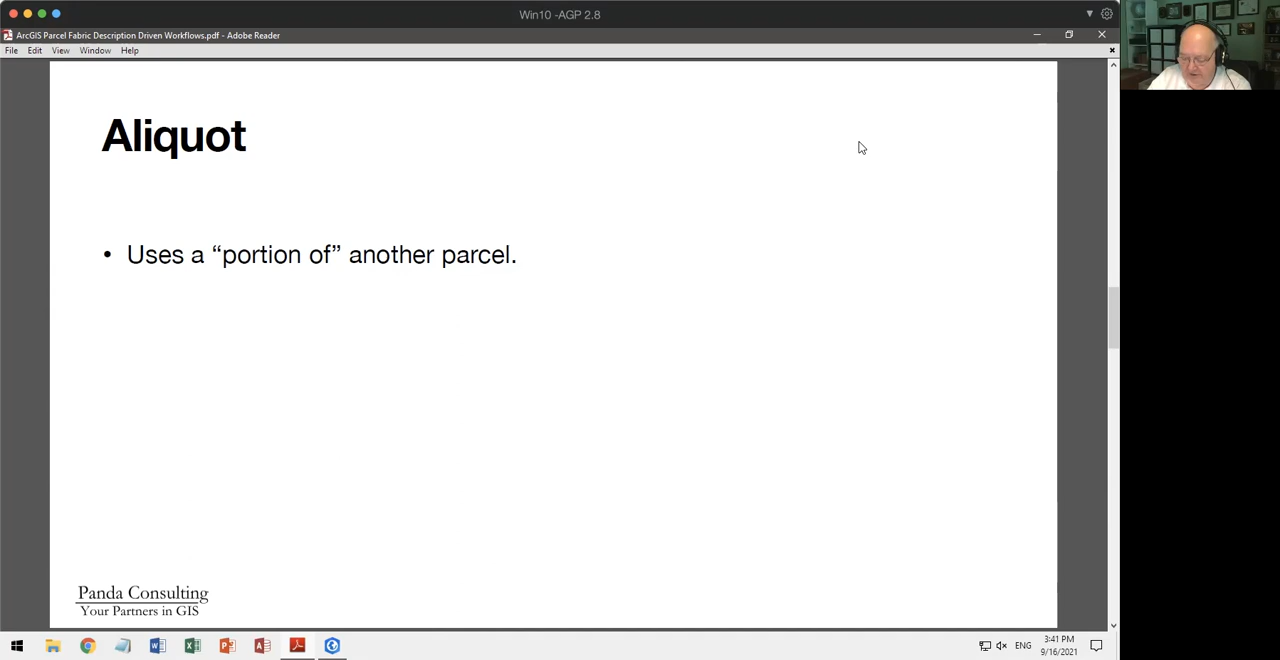 Win10 -AGP 2.8
ArcGIS Parcel Fabric Description Driven Workflows.pdf - Adobe Reader
File Edit View Window Help
Aliquot
• Uses a “portion of” another parcel.
Panda Consulting
Your Partners in GIS
ENG
3:41 PM
9/16/2021